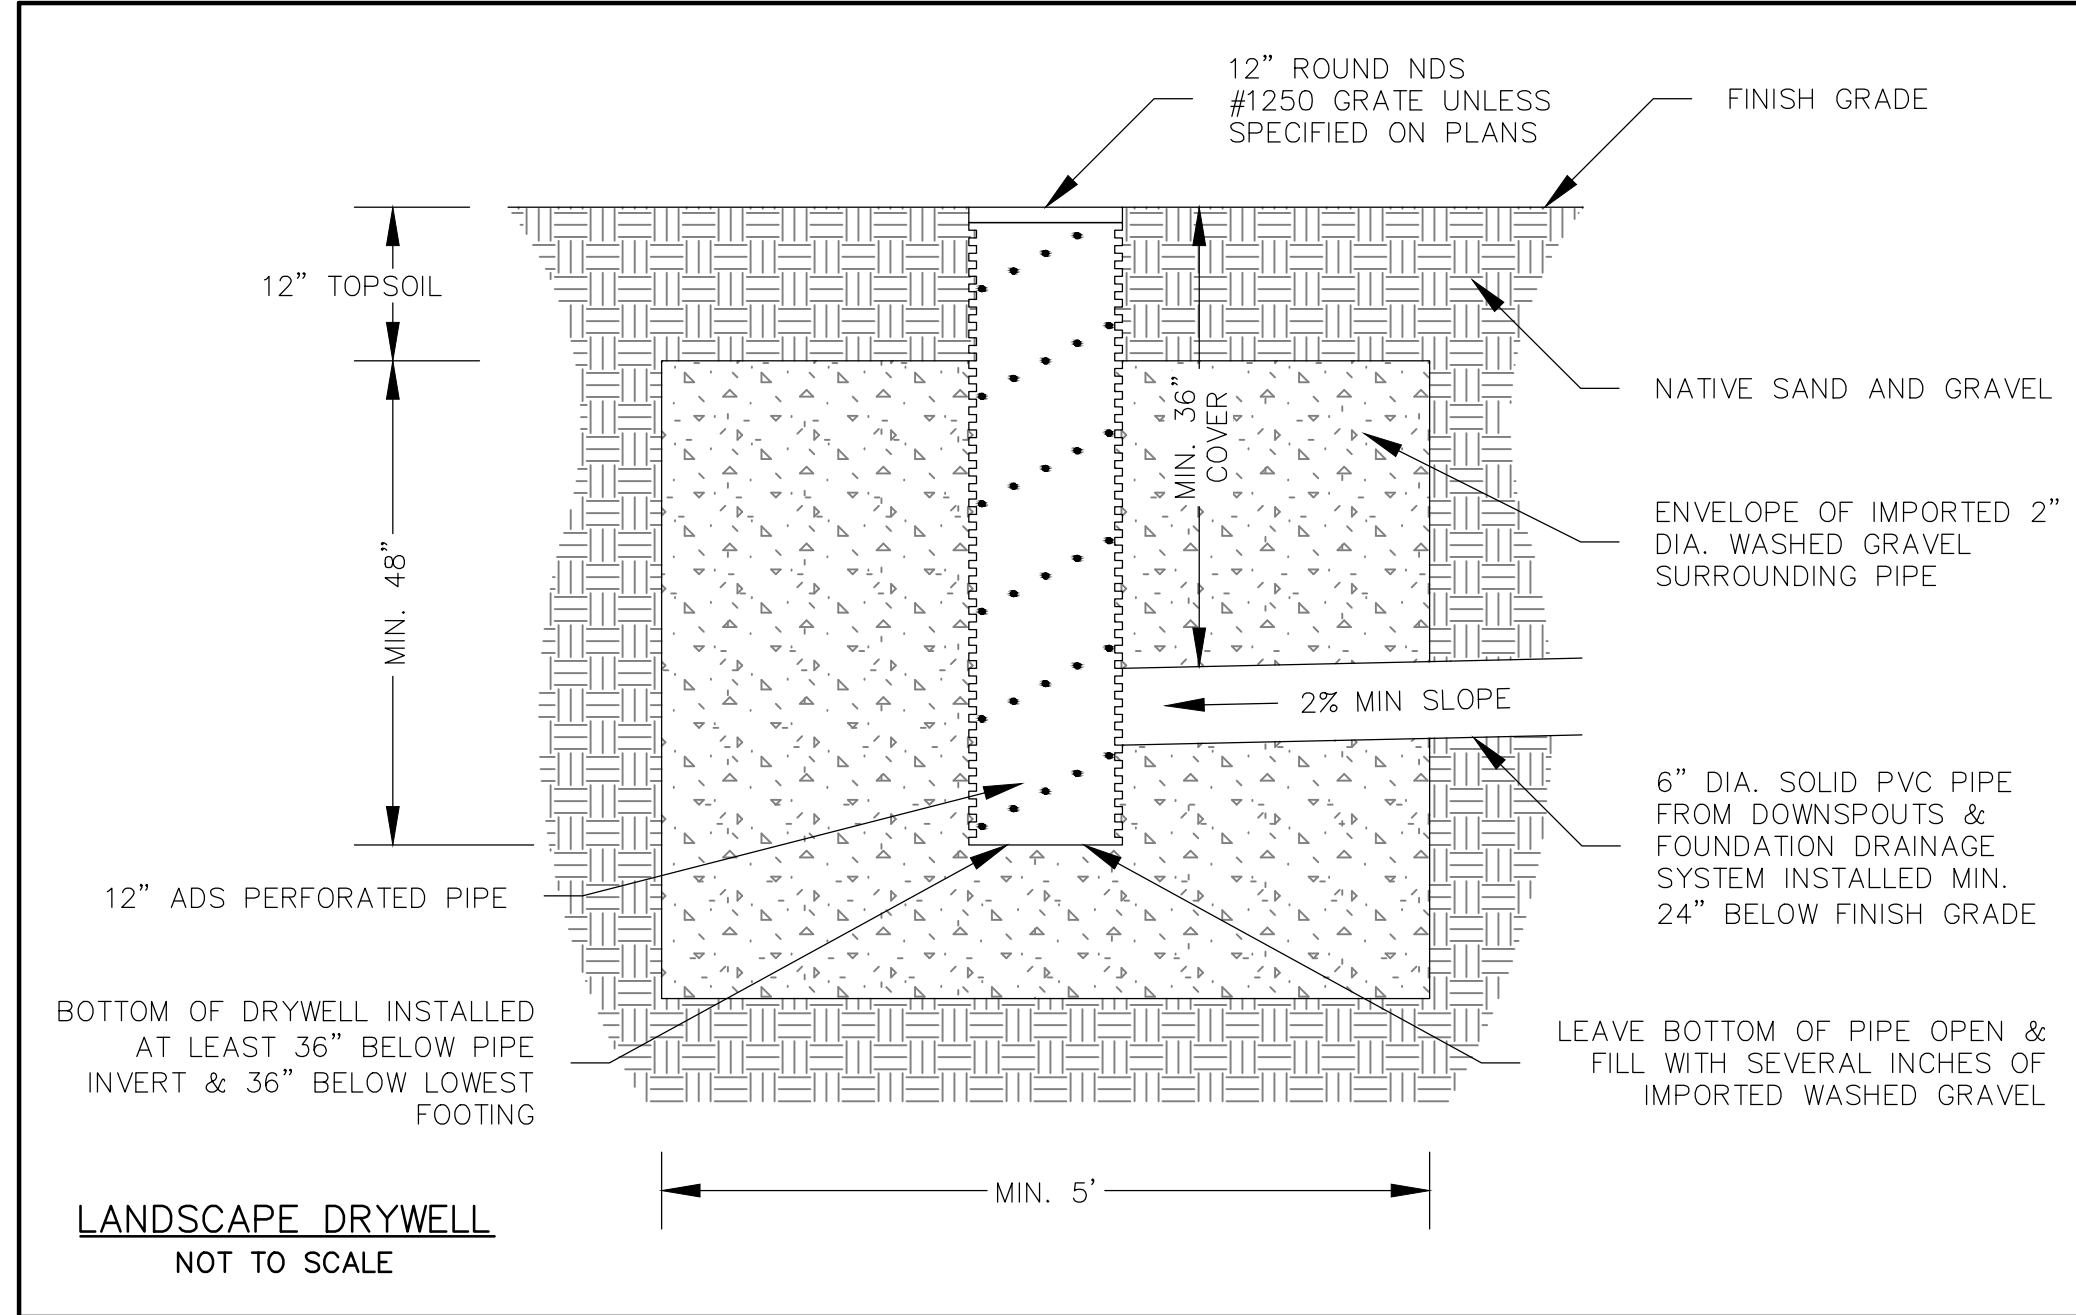 12” ROUND NDS
#1250 GRATE UNLESS
SPECIFIED ON PLANS
FINISH GRADE
12” TOPSOIL
MIN. 36”
COVER
NATIVE SAND AND GRAVEL
ENVELOPE OF IMPORTED 2”
DIA. WASHED GRAVEL
SURROUNDING PIPE
MIN. 48”
2% MIN SLOPE
6” DIA. SOLID PVC PIPE
FROM DOWNSPOUTS &
FOUNDATION DRAINAGE
SYSTEM INSTALLED MIN.
24” BELOW FINISH GRADE
12” ADS PERFORATED PIPE
BOTTOM OF DRYWELL INSTALLED
AT LEAST 36” BELOW PIPE
INVERT & 36” BELOW LOWEST
FOOTING
LEAVE BOTTOM OF PIPE OPEN &
FILL WITH SEVERAL INCHES OF
IMPORTED WASHED GRAVEL
MIN. 5’
LANDSCAPE DRYWELL
NOT TO SCALE